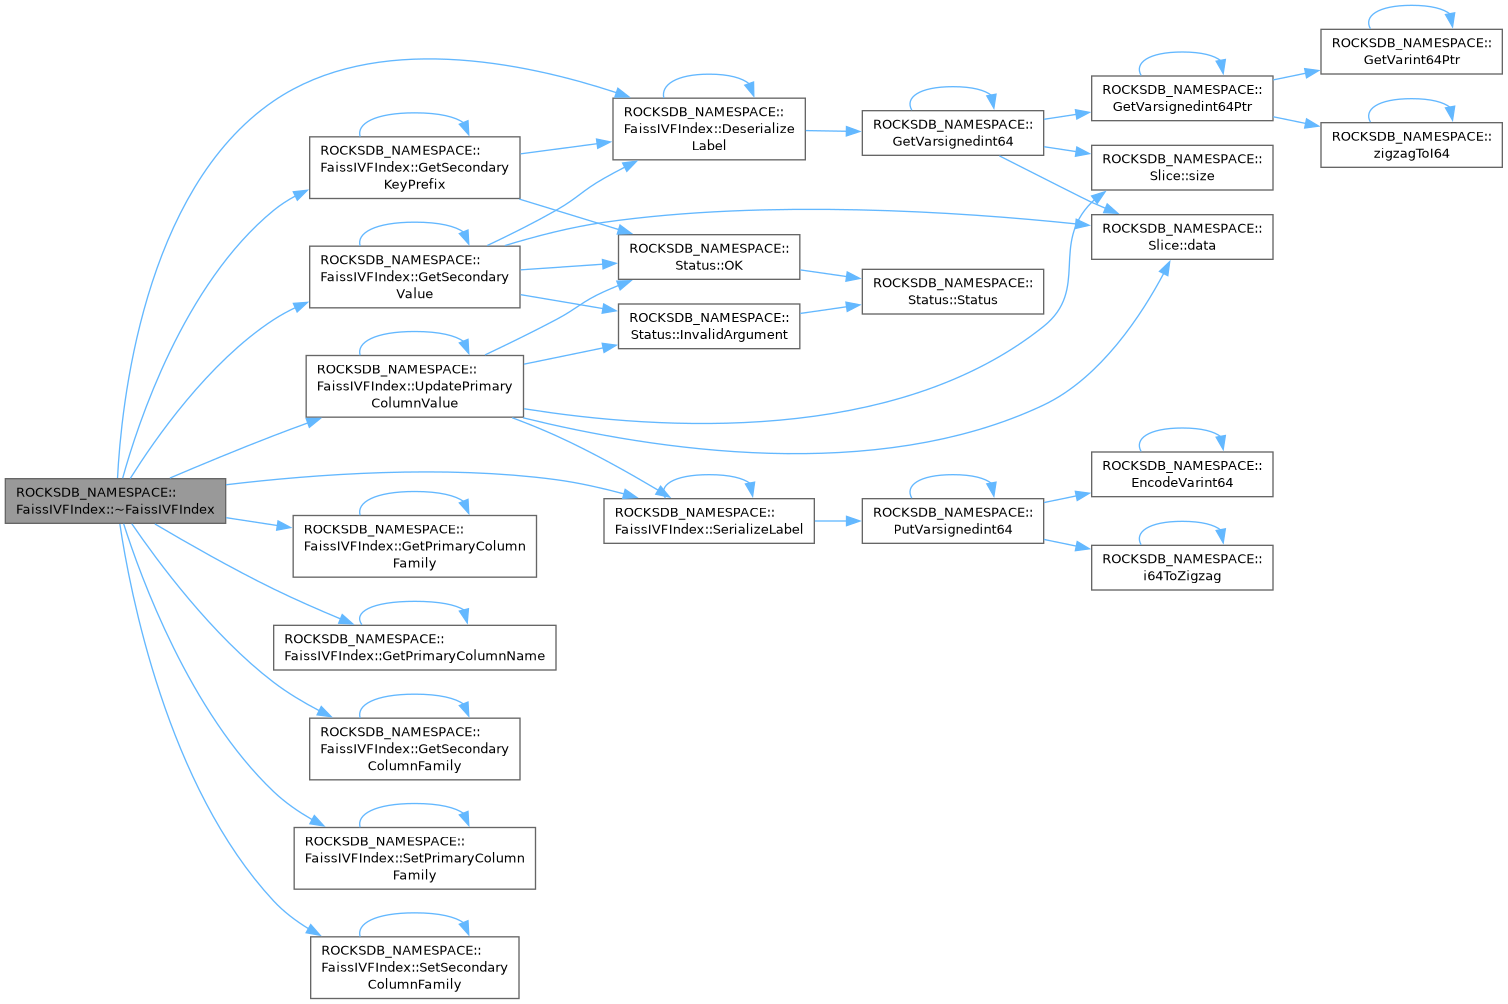 ROCKSDB_NAMESPACE::
FaissIVFIndex::~FaissIVFIndex
ROCKSDB_NAMESPACE::
FaissIVFIndex::GetSecondary
KeyPrefix
ROCKSDB_NAMESPACE::
FaissIVFIndex::GetSecondary
Value
ROCKSDB_NAMESPACE::
FaissIVFIndex::UpdatePrimary
ColumnValue
ROCKSDB_NAMESPACE::
FaissIVFIndex::GetPrimaryColumn
Family
ROCKSDB_NAMESPACE::
FaissIVFIndex::GetPrimaryColumnName
ROCKSDB_NAMESPACE::
FaissIVFIndex::GetSecondary
ColumnFamily
ROCKSDB_NAMESPACE::
FaissIVFIndex::SetPrimaryColumn
Family
ROCKSDB_NAMESPACE::
FaissIVFIndex::SetSecondary
ColumnFamily
ROCKSDB_NAMESPACE::
FaissIVFIndex::Deserialize
Label
ROCKSDB_NAMESPACE::
Status::OK
ROCKSDB_NAMESPACE::
Status::InvalidArgument
ROCKSDB_NAMESPACE::
FaissIVFIndex::SerializeLabel
ROCKSDB_NAMESPACE::
GetVarsignedint64
ROCKSDB_NAMESPACE::
Status::Status
ROCKSDB_NAMESPACE::
PutVarsignedint64
ROCKSDB_NAMESPACE::
GetVarsignedint64Ptr
ROCKSDB_NAMESPACE::
Slice::size
ROCKSDB_NAMESPACE::
Slice::data
ROCKSDB_NAMESPACE::
EncodeVarint64
ROCKSDB_NAMESPACE::
i64ToZigzag
ROCKSDB_NAMESPACE::
GetVarint64Ptr
ROCKSDB_NAMESPACE::
zigzagToI64